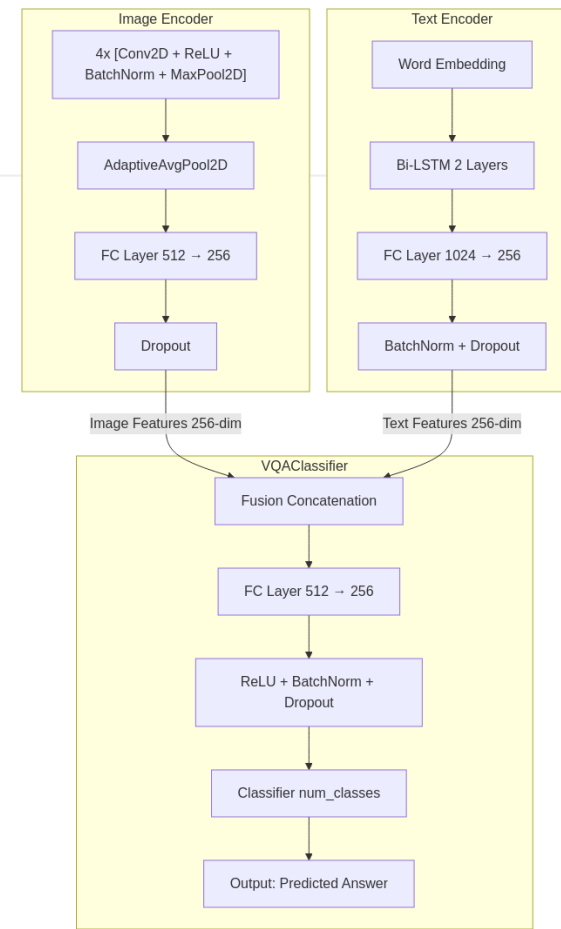 Image Encoder
4x [Conv2D + ReLU +
BatchNorm + MaxPool2D]
AdaptiveAvgPool2D
FC Layer 512 → 256
Dropout
Image Features 256-dim
Text Encoder
Word Embedding
Bi-LSTM 2 Layers
FC Layer 1024 → 256
BatchNorm + Dropout
Text Features 256-dim
VQAClassifier
Fusion Concatenation
FC Layer 512 → 256
ReLU + BatchNorm +
Dropout
Classifier num_classes
Output: Predicted Answer